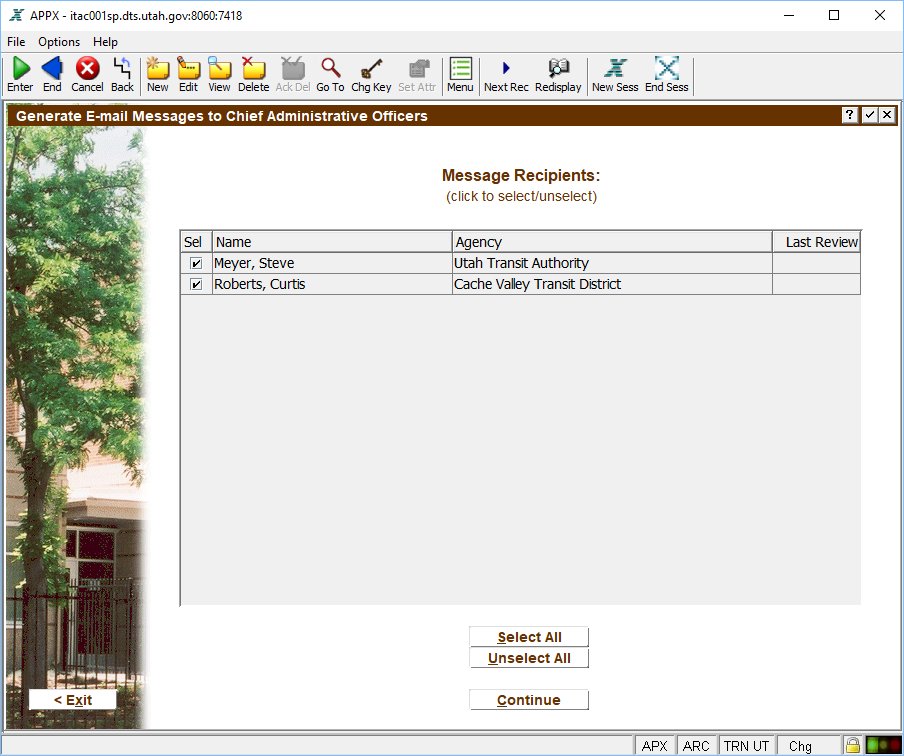 APPX - itac001sp.dts.utah.gov:8060:7418
File Options Help
Enter End Cancel Back New Edit View Delete Ack Del Go To Chg Key Set Attr Menu Next Rec Redisplay New Sess End Sess
Generate E-mail Messages to Chief Administrative Officers ?
Message Recipients:
(click to select/unselect)
Sel Name Agency Last Review
Meyer, Steve Utah Transit Authority
Roberts, Curtis Cache Valley Transit District
Select All
Unselect All
< Exit Continue
APX ARC TRN UT Chg